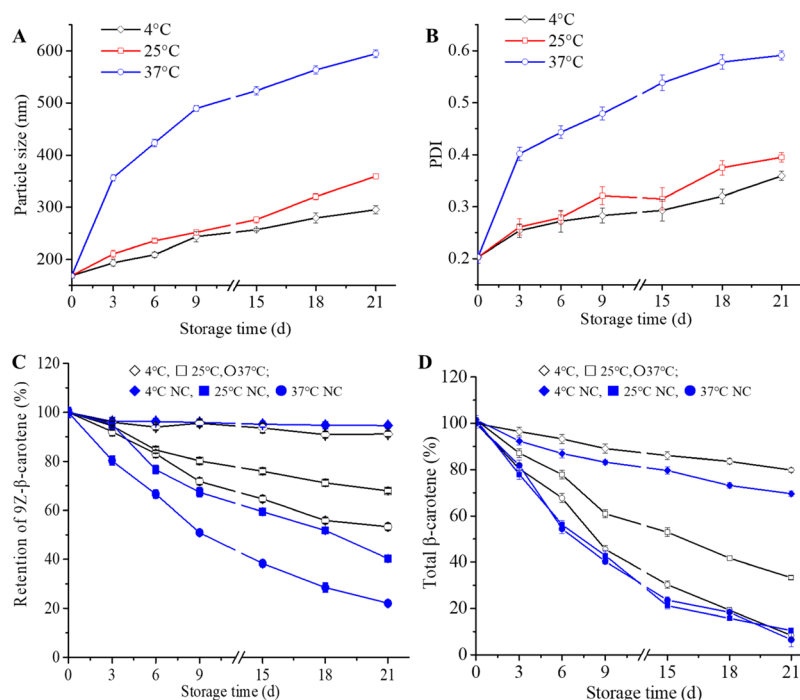 A
4°C
25°C
37°C
Particle size (nm)
600
500
400
300
200
0 3 6 9 15 18 21
Storage time (d)
B
4°C
25°C
37°C
PDI
0.6
0.5
0.4
0.3
0.2
0 3 6 9 15 18 21
Storage time (d)
C
4°C, 25°C, 37°C;
4°C NC, 25°C NC, 37°C NC
Retention of 9Z-β-carotene (%)
120
100
80
60
40
20
0
0 3 6 9 15 18 21
Storage time (d)
D
4°C, 25°C, 37°C;
4°C NC, 25°C NC, 37°C NC
Total β-carotene (%)
120
100
80
60
40
20
0
0 3 6 9 15 18 21
Storage time (d)